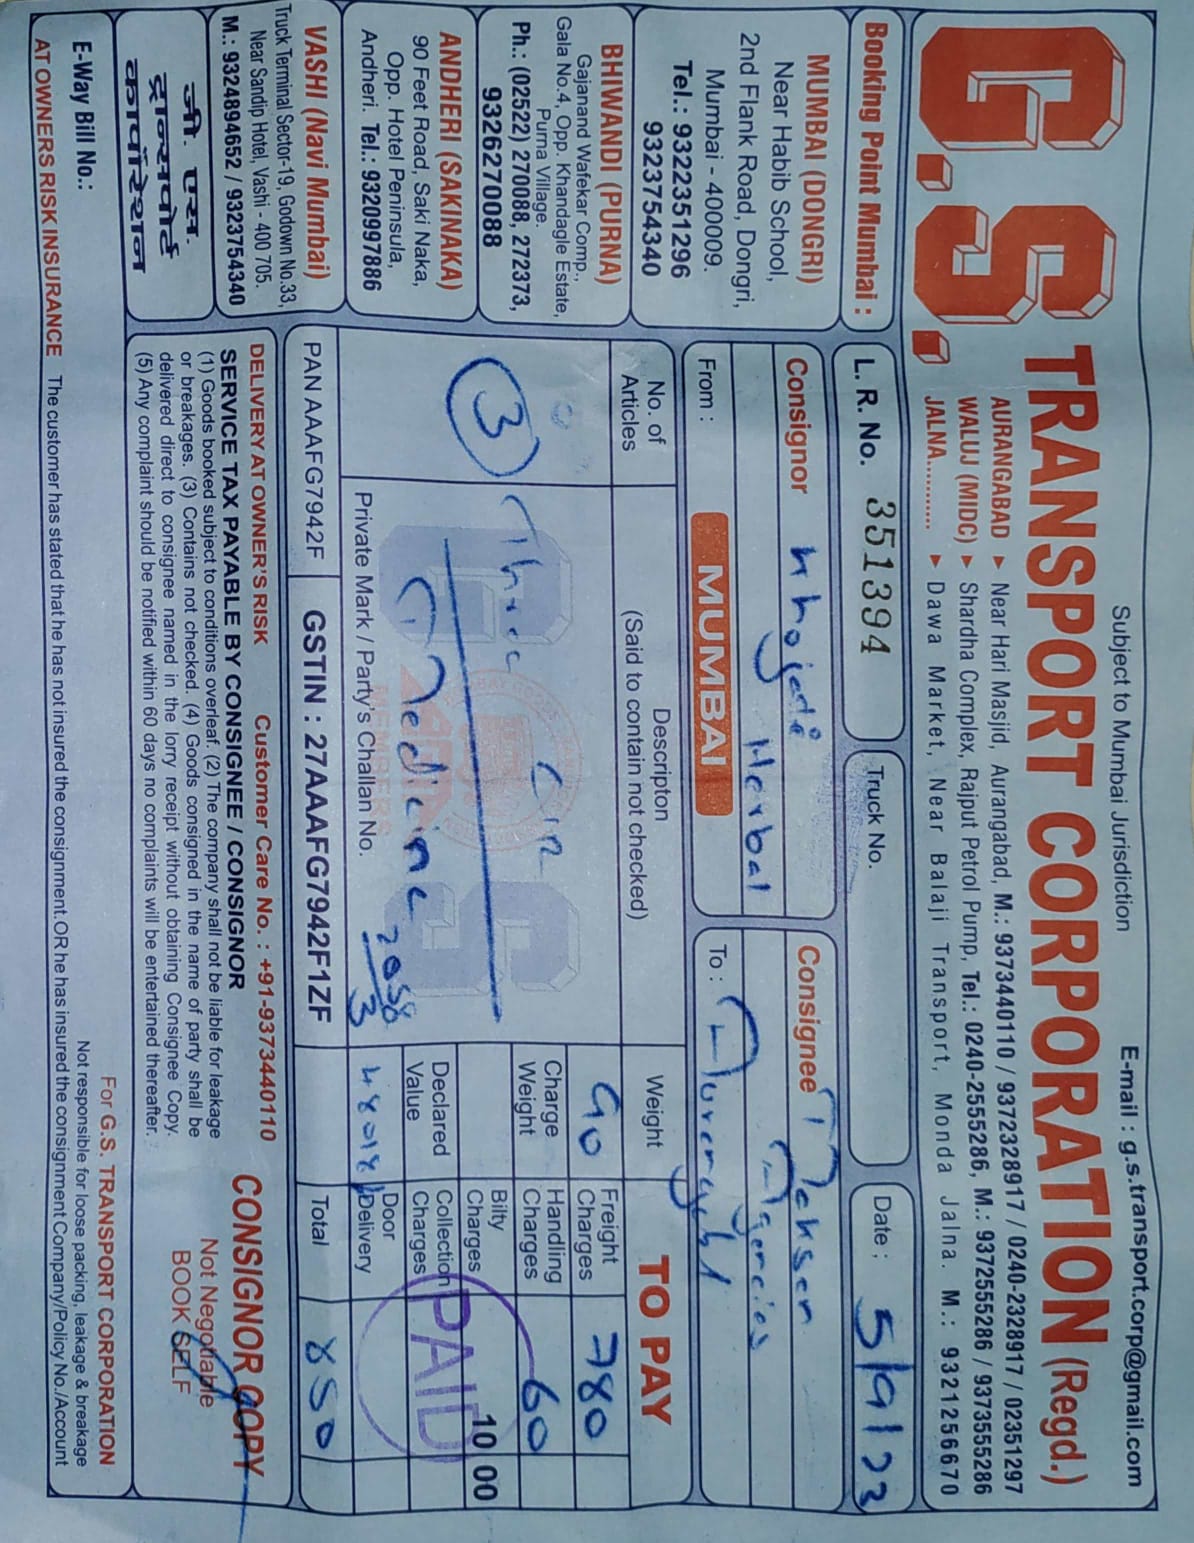 Subject to Mumbai Jurisdiction
E-mail : g.s.transport.corp@gmail.com
G.S. TRANSPORT CORPORATION (Regd.)
AURANGABAD ► Near Hari Masjid, Aurangabad, M.: 9373440110 / 9372328917 / 0240-2328917 / 02351297
WALUJ (MIDC) ► Shardha Complex, Rajput Petrol Pump, Tel.: 0240-2555286, M.: 9372555286 / 9373555286
JALNA............ ► Dawa Market, Near Balaji Transport, Monda Jalna. M.: 9321256670
Booking Point Mumbai :
L. R. No. 351394
Truck No.
Date : 5/9/23
MUMBAI (DONGRI)
Near Habib School,
2nd Flank Road, Dongri,
Mumbai - 400009.
Tel.: 9322351296
9323754340
BHIWANDI (PURNA)
Gajanand Wafekar Comp.,
Gala No.4, Opp. Khandagle Estate,
Purna Village.
Ph.: (02522) 270088, 272373,
9326270088
ANDHERI (SAKINAKA)
90 Feet Road, Saki Naka,
Opp. Hotel Peninsula,
Andheri. Tel.: 9320997886
VASHI (Navi Mumbai)
Truck Terminal Sector-19, Godown No,33,
Near Sandip Hotel, Vashi - 400 705.
M.: 9324894652 / 9323754340
जी. एस.
ट्रान्सपोर्ट
कार्पोरेशन
Consignor Khojati
Herbal
From : MUMBAI
Consignee Mohsen
Agencies
To : Aurangabad
No. of
Articles
Descripton
(Said to contain not checked)
Weight
TO PAY
3
Three C/n
Medicine
2058
3
Private Mark / Party's Challan No.
90
Charge
Weight
Declared
Value
48018/
Freight
Charges 780
Handling
Charges 60
Bilty
Charges 10 00
Collection
Charges
Door
Delivery
PAID
Total 850
PAN AAAFG7942F
GSTIN : 27AAAFG7942F1ZF
DELIVERY AT OWNER'S RISK Customer Care No. : +91-9373440110
SERVICE TAX PAYABLE BY CONSIGNEE / CONSIGNOR
(1) Goods booked subject to conditions overleaf. (2) The company shall not be liable for leakage
or breakages. (3) Contains not checked. (4) Goods consigned in the name of party shall be
delivered direct to consignee named in the lorry receipt without obtaining Consignee Copy.
(5) Any complaint should be notified within 60 days no complaints will be entertained thereafter.
CONSIGNOR COPY
Not Negotiable
BOOK SELF
For G.S. TRANSPORT CORPORATION
E-Way Bill No.:
Not responsible for loose packing, leakage & breakage
AT OWNERS RISK INSURANCE The customer has stated that he has not insured the consignment.OR he has insured the consignment.Company/Policy No./Account